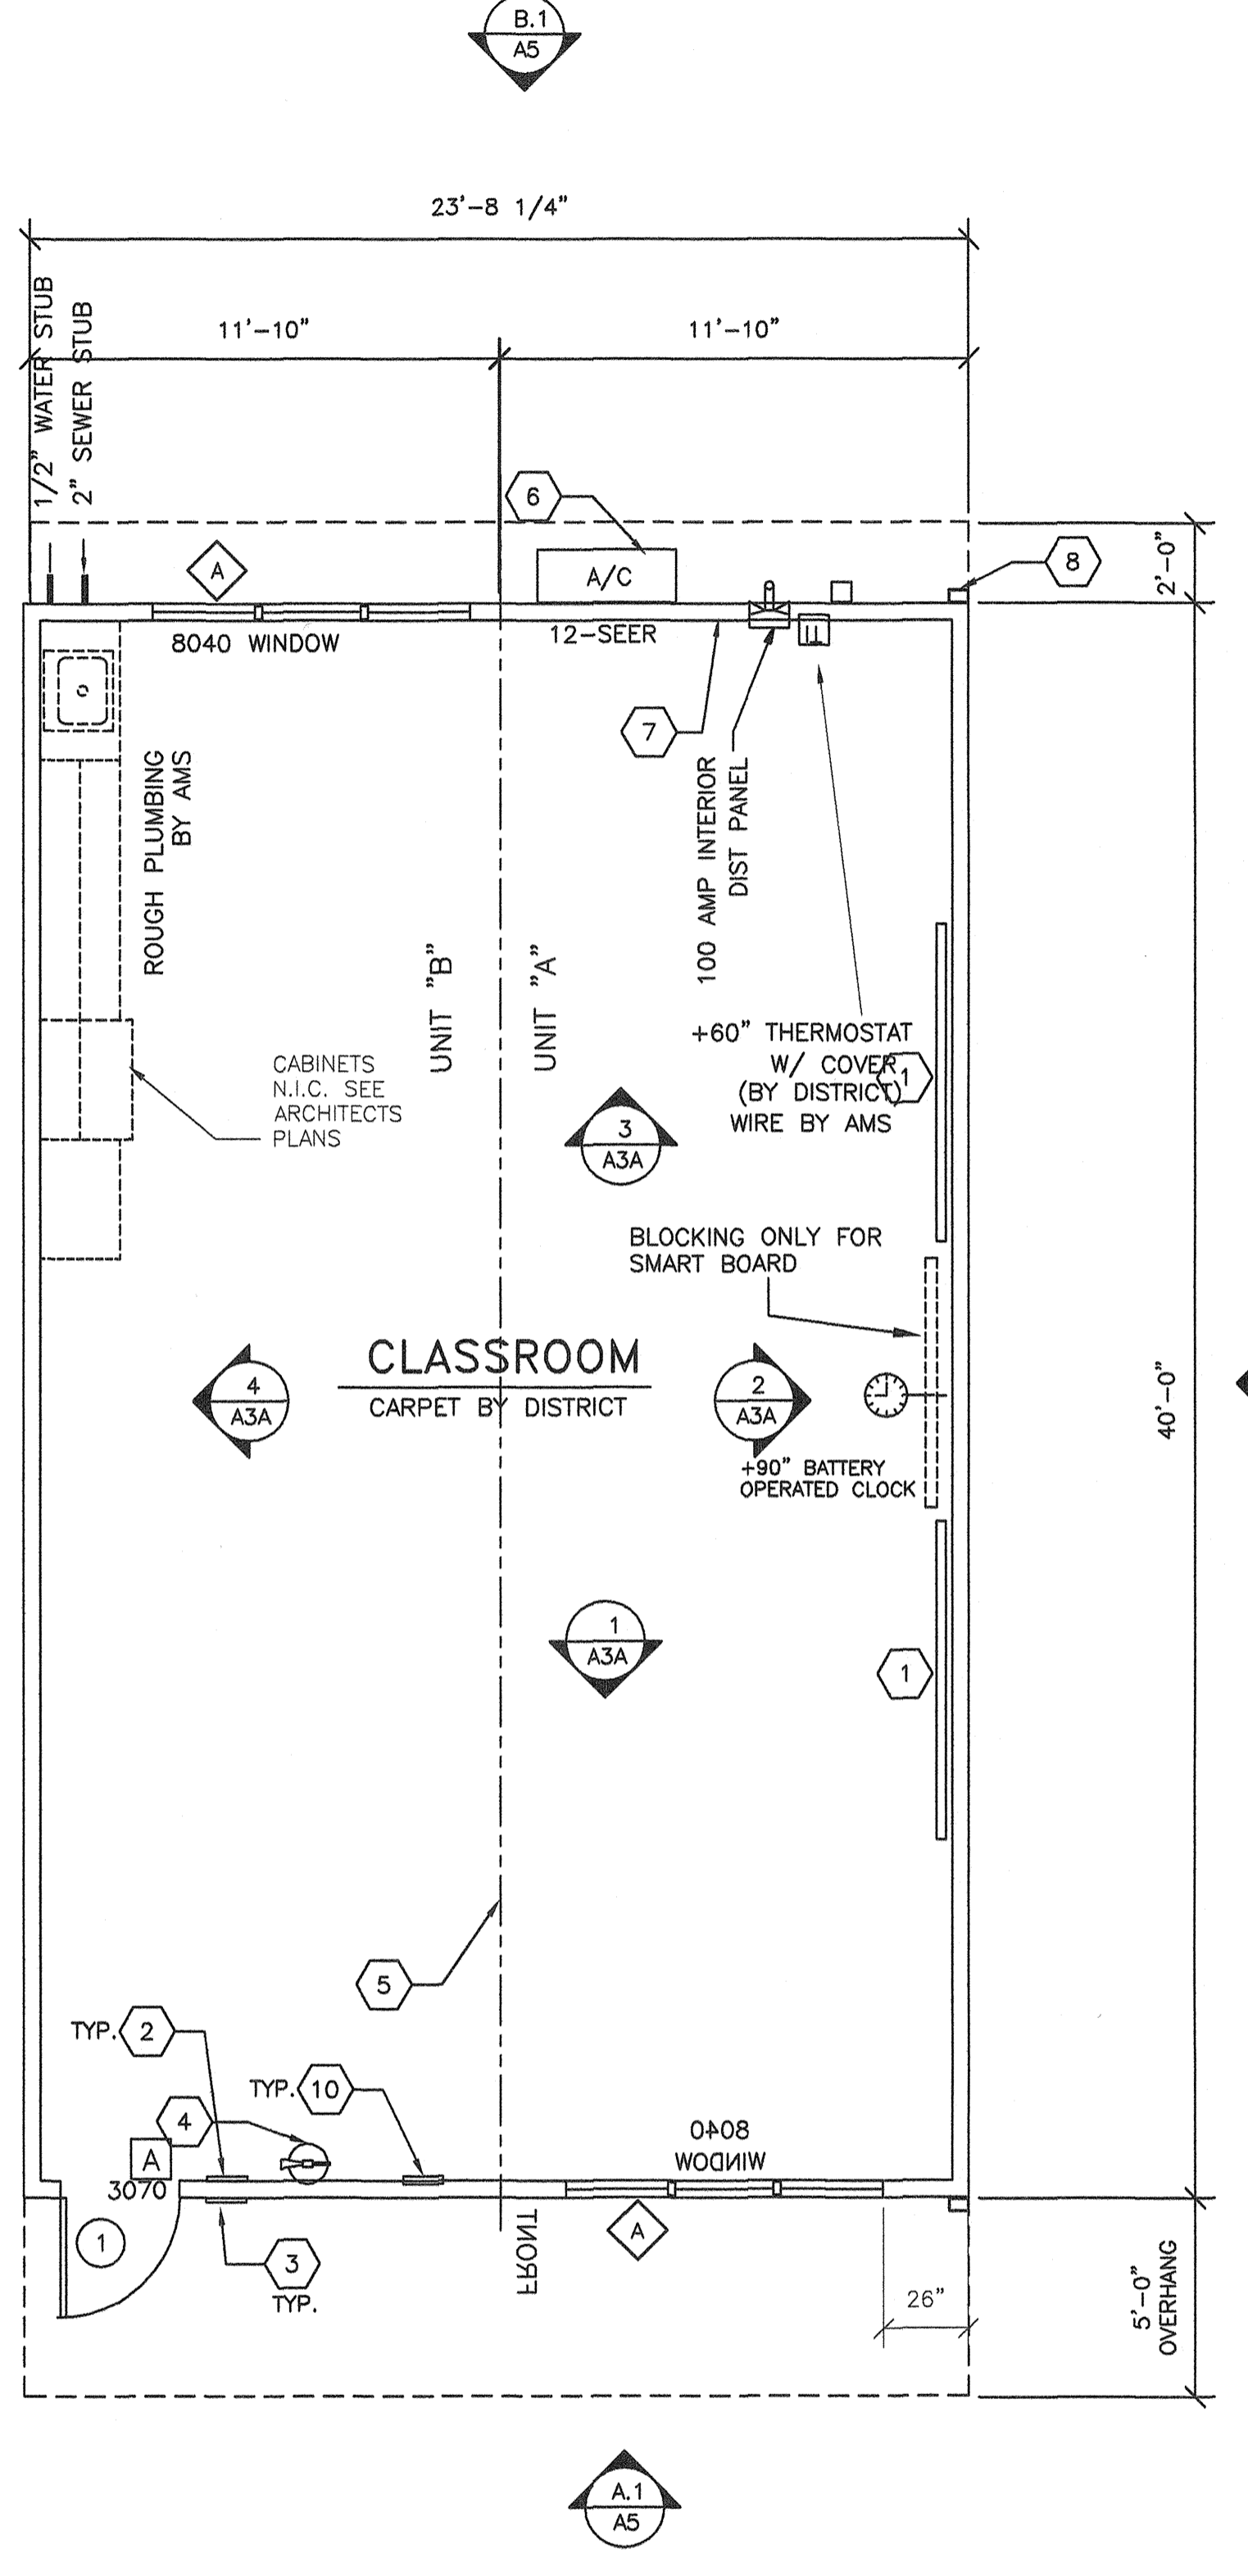 B.1
A5
23'-8 1/4"
11'-10"
11'-10"
1/2" WATER STUB
2" SEWER STUB
6
A/C
A
8
2'-0"
8040 WINDOW
12-SEER
7
ROUGH PLUMBING
BY AMS
100 AMP INTERIOR
DIST PANEL
UNIT "B"
UNIT "A"
+60" THERMOSTAT
W/ COVER
(BY DISTRICT)
WIRE BY AMS
1
CABINETS
N.I.C. SEE
ARCHITECTS
PLANS
3
A3A
BLOCKING ONLY FOR
SMART BOARD
CLASSROOM
CARPET BY DISTRICT
4
A3A
2
A3A
40'-0"
+90" BATTERY
OPERATED CLOCK
1
A3A
1
5
TYP. 2
TYP. 10
4
A
3070
8040
WINDOW
1
3
TYP.
FRONT
A
26"
5'-0"
OVERHANG
A.1
A5